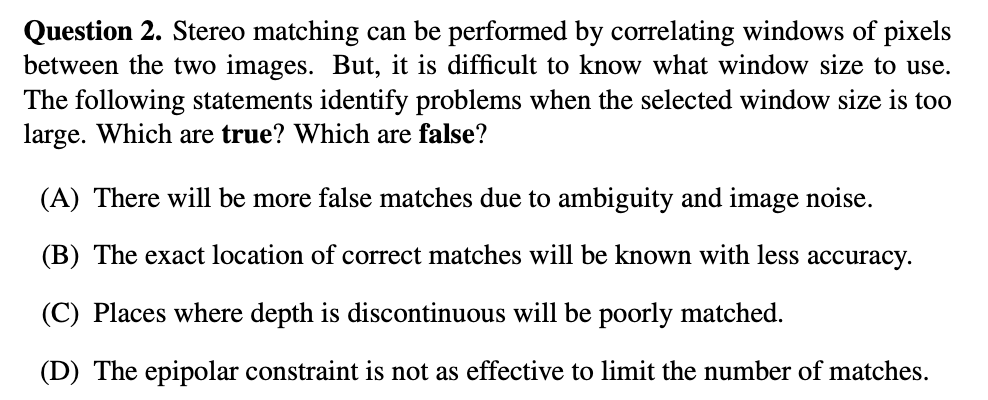 Question 2. Stereo matching can be performed by correlating windows of pixels
between the two images. But, it is difficult to know what window size to use.
The following statements identify problems when the selected window size is too
large. Which are true? Which are false?
(A) There will be more false matches due to ambiguity and image noise.
(B) The exact location of correct matches will be known with less accuracy.
(C) Places where depth is discontinuous will be poorly matched.
(D) The epipolar constraint is not as effective to limit the number of matches.